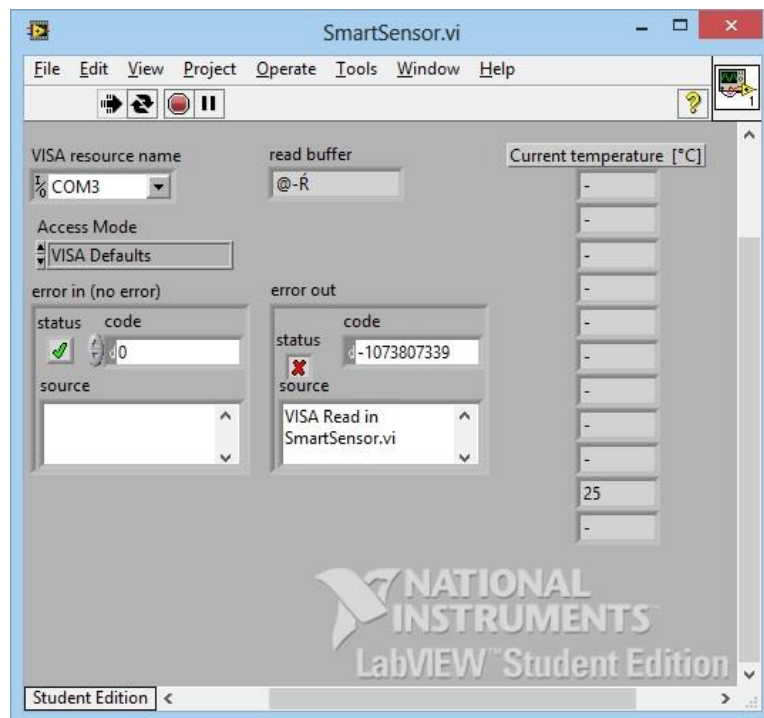 SmartSensor.vi
File Edit View Project Operate Tools Window Help
1
VISA resource name
COM3
read buffer
@-Ŕ
Current temperature [°C]
-
-
-
-
-
-
-
-
-
25
-
Access Mode
VISA Defaults
error in (no error)
status code
d 0
source
error out
status code
d -1073807339
source
VISA Read in
SmartSensor.vi
NATIONAL
INSTRUMENTS
LabVIEW™ Student Edition
Student Edition